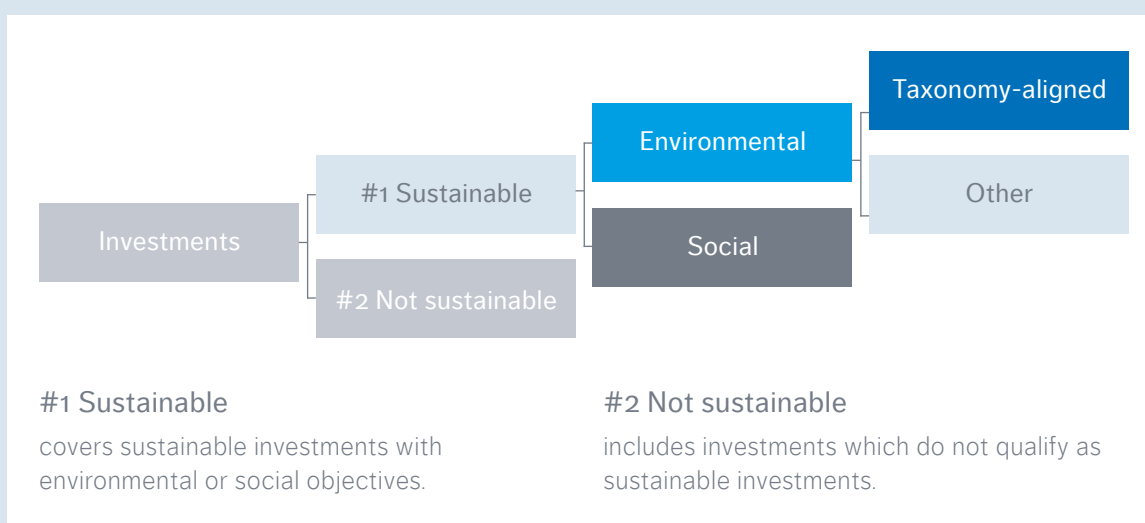 Taxonomy-aligned
Environmental
#1 Sustainable
Other
Investments
Social
#2 Not sustainable
#1 Sustainable
covers sustainable investments with
environmental or social objectives.
#2 Not sustainable
includes investments which do not qualify as
sustainable investments.